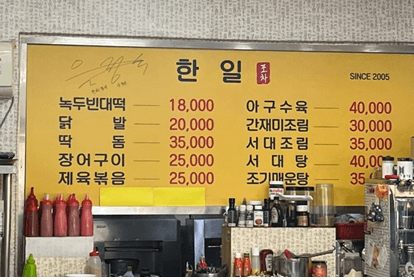 한일 포차
SINCE 2005
녹두빈대떡 18,000
닭발 20,000
딱돔 35,000
장어구이 25,000
제육볶음 25,000
아구수육 40,000
간재미조림 30,000
서대조림 35,000
서대탕 40,00
조기매운탕 35